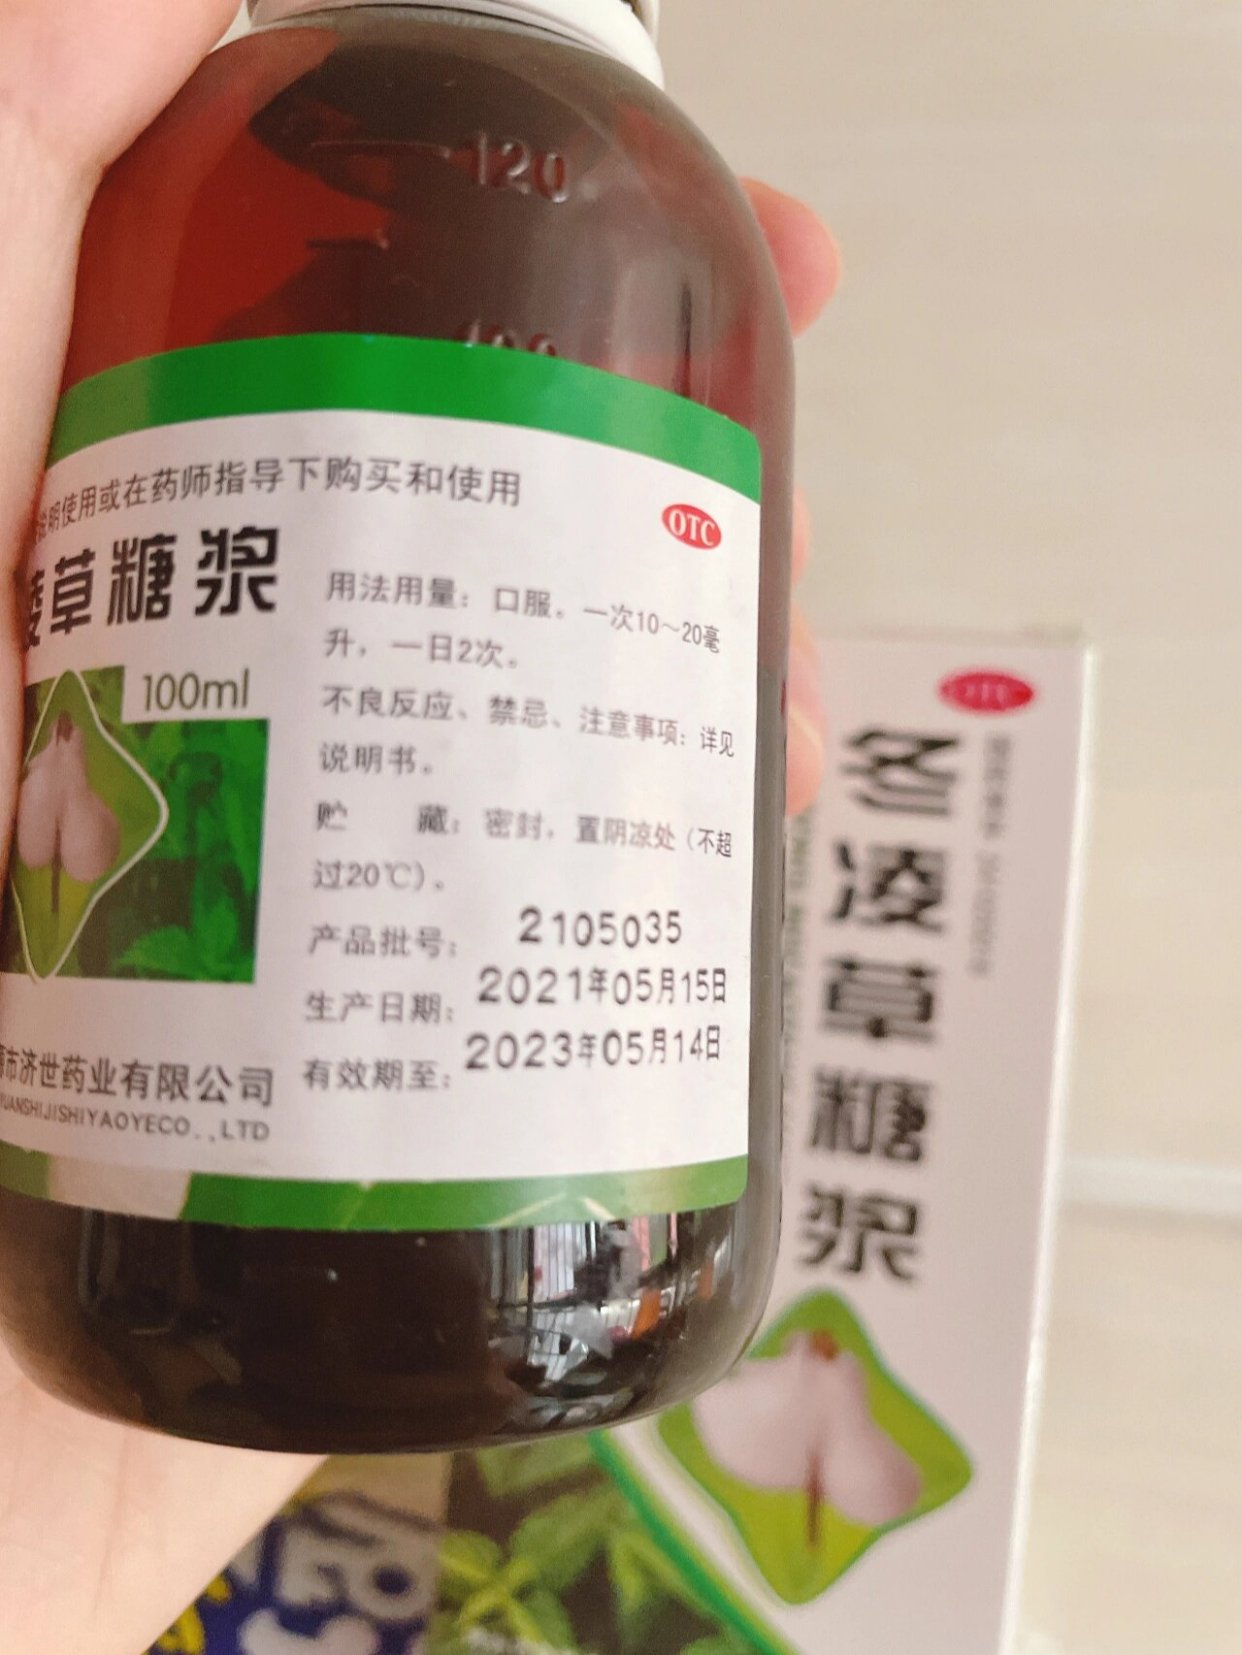 120
明使用或在药师指导下购买和使用
OTC
凌草糖浆
100ml
用法用量：口服。一次10～20毫
升，一日2次。
不良反应、禁忌、注意事项：详见
说明书。
贮 藏：密封，置阴凉处（不超
过20℃）。
产品批号：2105035
生产日期：2021年05月15日
有效期至：2023年05月14日
市济世药业有限公司
UANSHIJISHIYAOYECO.,LTD
OTC
冬凌草糖浆